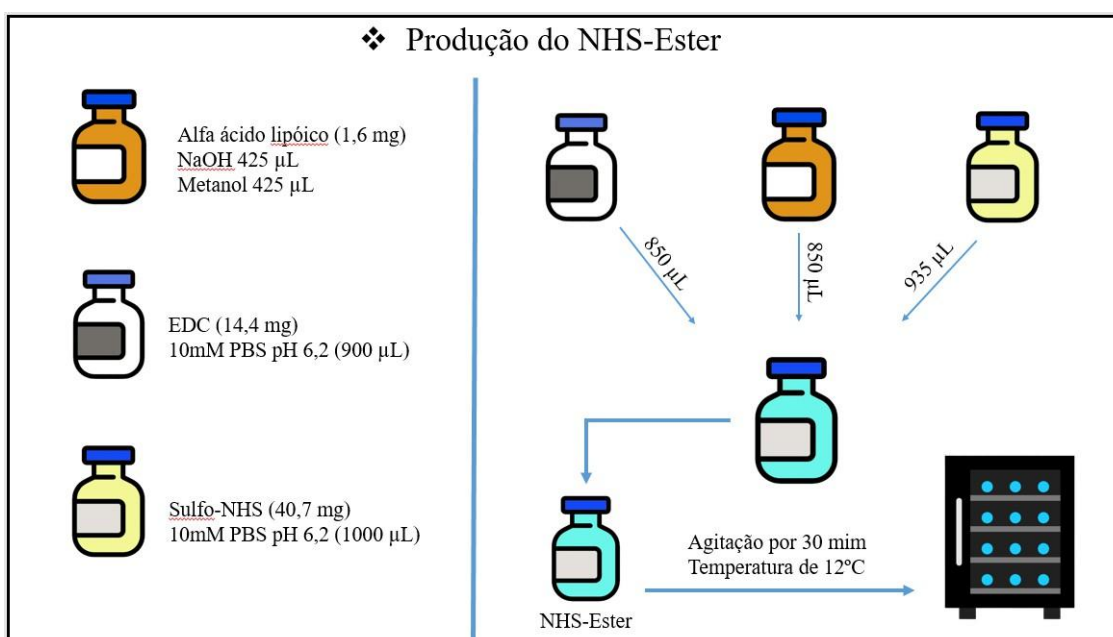 ❖ Produção do NHS-Ester
Alfa ácido lipóico (1,6 mg)
NaOH 425 µL
Metanol 425 µL
EDC (14,4 mg)
10mM PBS pH 6,2 (900 µL)
Sulfo-NHS (40,7 mg)
10mM PBS pH 6,2 (1000 µL)
850 µL
850 µL
935 µL
Agitação por 30 mim
Temperatura de 12ºC
NHS-Ester